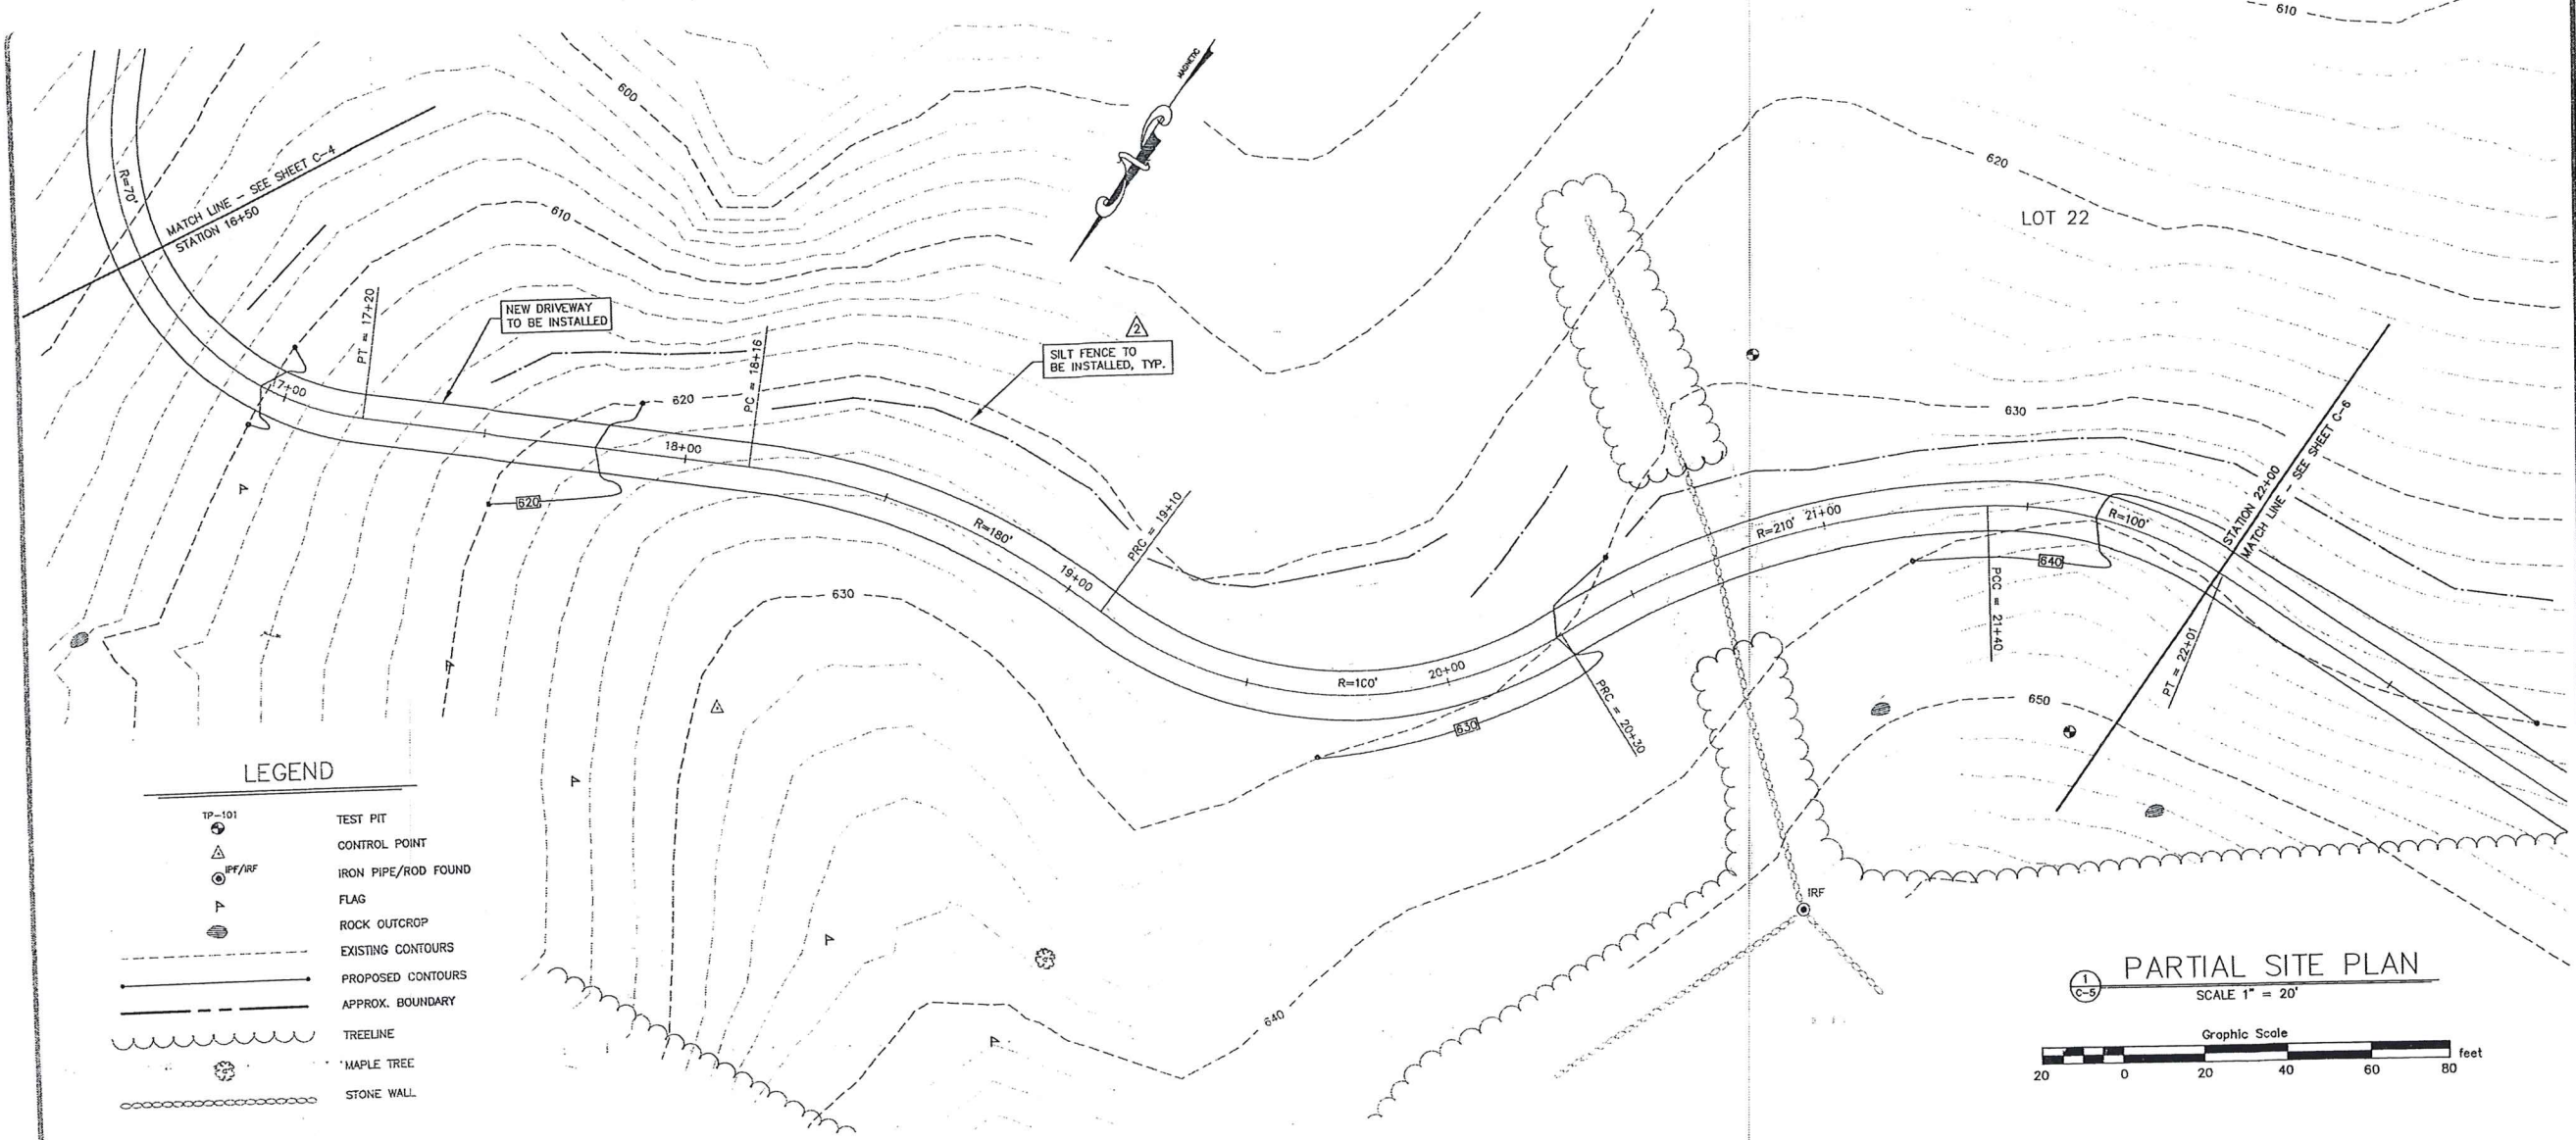 610
MAGNETIC
600
R=70'
MATCH LINE - SEE SHEET C-4
STATION 16+50
610
620
LOT 22
PT = 17+20
NEW DRIVEWAY
TO BE INSTALLED
PC = 18+16
2
SILT FENCE TO
BE INSTALLED, TYP.
17+00
620
630
18+00
620
STATION 22+00
MATCH LINE - SEE SHEET C-6
R=180'
PRC = 19+10
R=210'
21+00
R=100'
19+00
630
640
PCC = 21+40
R=100'
20+00
PRC = 20+30
630
PT = 22+01
650
LEGEND
TP-101
TEST PIT
CONTROL POINT
IPF/IRF
IRON PIPE/ROD FOUND
FLAG
ROCK OUTCROP
EXISTING CONTOURS
PROPOSED CONTOURS
APPROX. BOUNDARY
TREELINE
MAPLE TREE
STONE WALL
IRF
640
1
C-5
PARTIAL SITE PLAN
SCALE 1" = 20'
Graphic Scale
20 0 20 40 60 80 feet